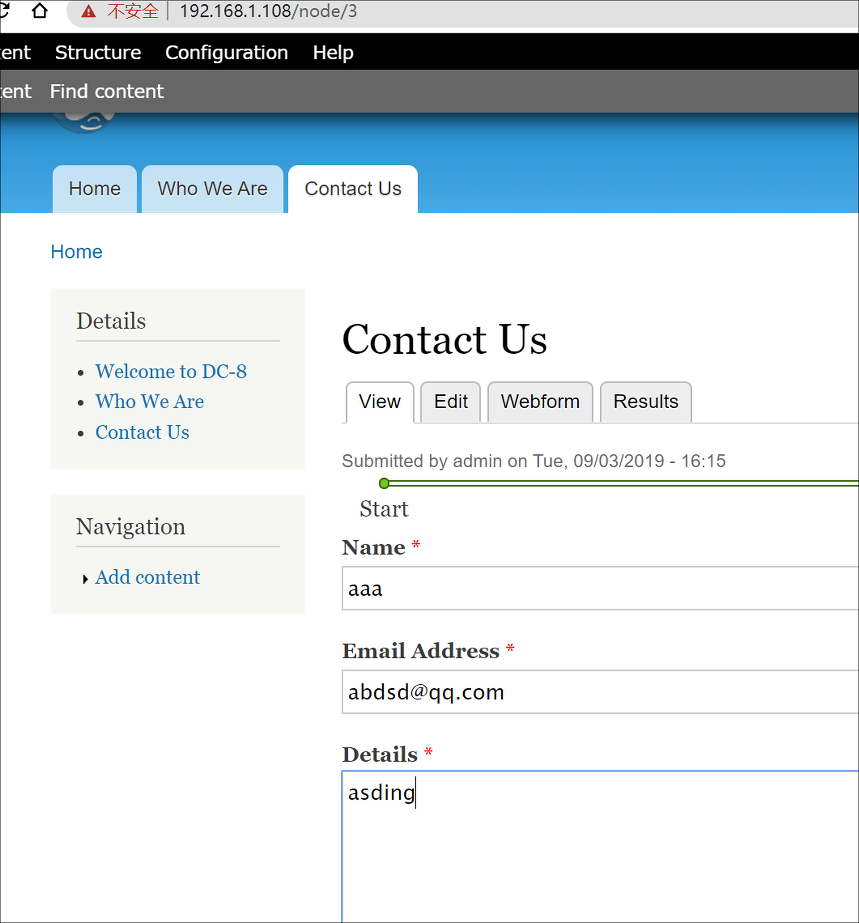 不安全 192.168.1.108/node/3
Structure Configuration Help
Find content
Home Who We Are Contact Us
Home
Details
Welcome to DC-8
Who We Are
Contact Us
Navigation
Add content
Contact Us
View Edit Webform Results
Submitted by admin on Tue, 09/03/2019 - 16:15
Start
Name *
aaa
Email Address *
abdsd@qq.com
Details *
asding